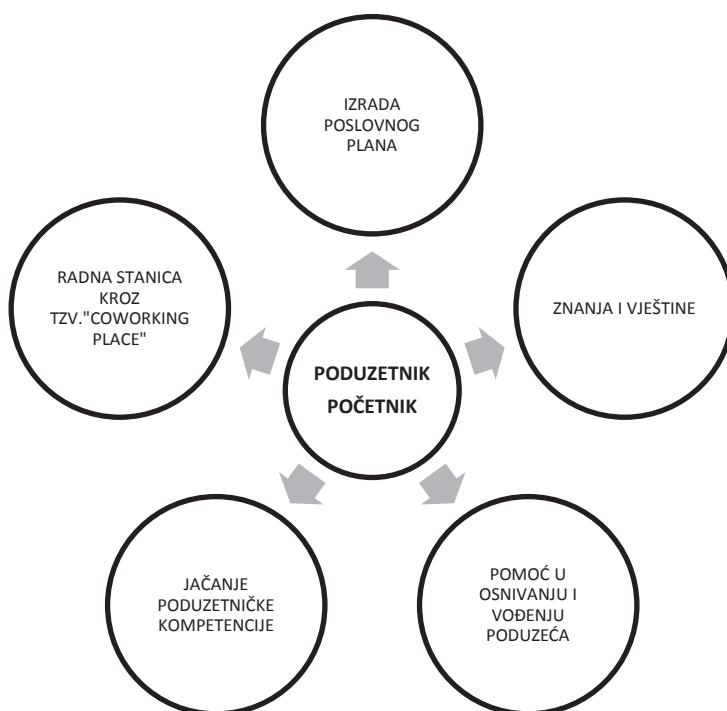 IZRADA
POSLOVNOG
PLANA
RADNA STANICA
KROZ
TZV."COWORKING
PLACE"
ZNANJA I VJEŠTINE
PODUZETNIK
POČETNIK
JAČANJE
PODUZETNIČKE
KOMPETENCIJE
POMOĆ U
OSNIVANJU I
VOĐENJU
PODUZEĆA